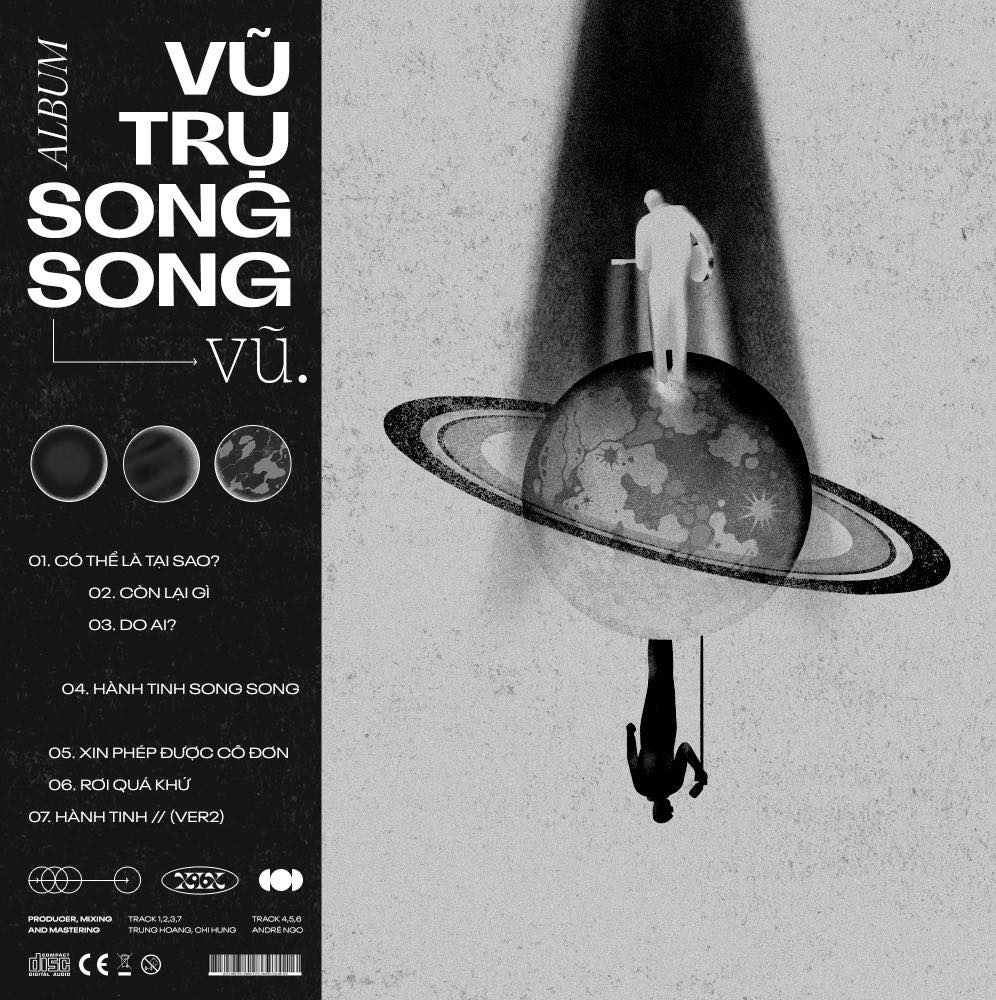 ALBUM
VŨ
TRỤ
SONG
SONG
vũ.
01. CÓ THỂ LÀ TẠI SAO?
02. CÒN LẠI GÌ
03. DO AI?
04. HÀNH TINH SONG SONG
05. XIN PHÉP ĐƯỢC CÔ ĐƠN
06. RƠI QUÁ KHỨ
07. HÀNH TINH // (VER2)
PRODUCER, MIXING
AND MASTERING
TRACK 1,2,3,7
TRUNG HOANG, CHI HUNG
TRACK 4,5,6
ANDRÉ NGO
COMPACT
disc
DIGITAL AUDIO
CE